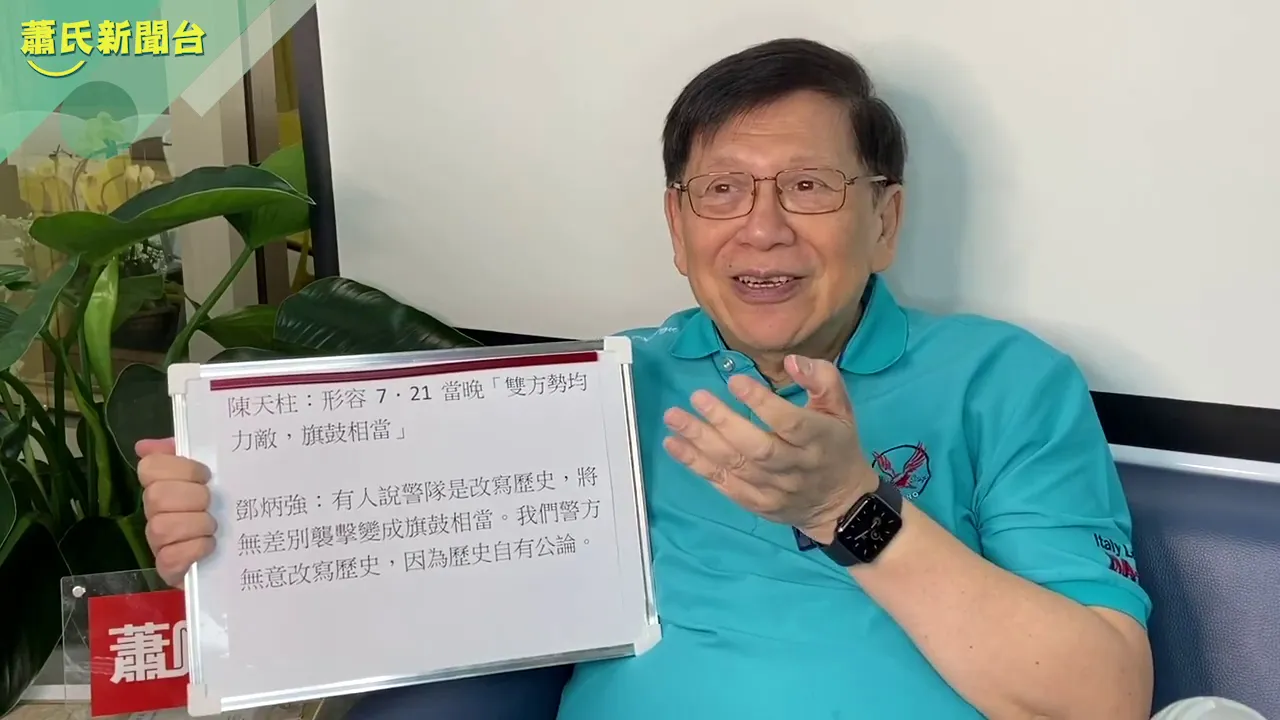 蕭氏新聞台
陳天柱：形容 7．21 當晚「雙方勢均
力敵，旗鼓相當」
鄧炳強：有人說警隊是改寫歷史，將
無差別襲擊變成旗鼓相當。我們警方
無意改寫歷史，因為歷史自有公論。
蕭
Italy